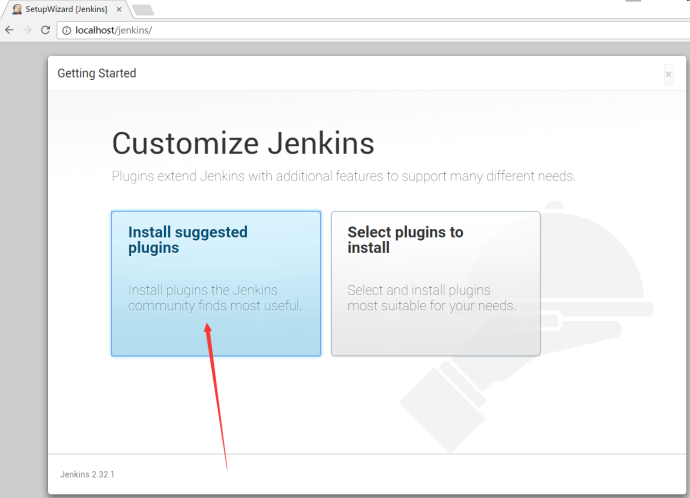 SetupWizard [Jenkins]
localhost/jenkins/
Getting Started
Customize Jenkins
Plugins extend Jenkins with additional features to support many different needs.
Install suggested
plugins
Install plugins the Jenkins
community finds most useful.
Select plugins to
install
Select and install plugins
most suitable for your needs.
Jenkins 2.32.1